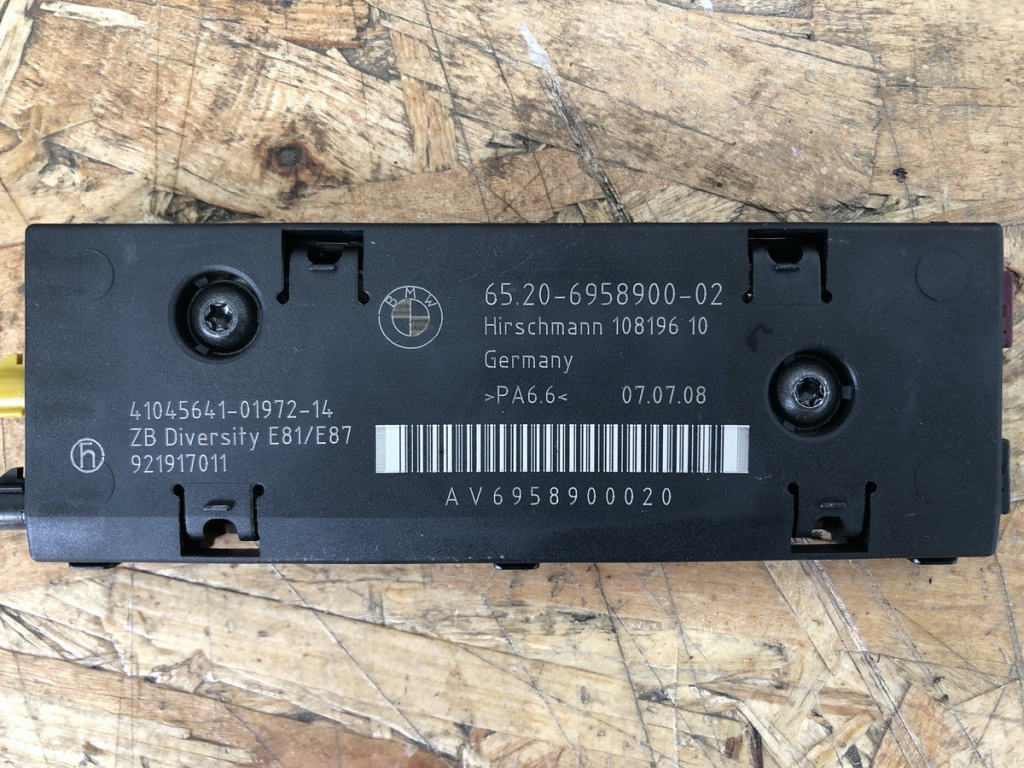 BMW
65.20-6958900-02
Hirschmann 108196 10
Germany
>PA6.6< 07.07.08
41045641-01972-14
ZB Diversity E81/E87
921917011
h
AV6958900020